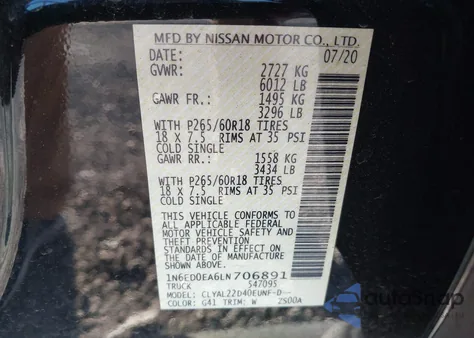 MFD BY NISSAN MOTOR CO., LTD.
07/20
GVWR: 2727 KG
6012 LB
GAWR FR.: 1495 KG
3296 LB
WITH P265/60R18 TIRES
18 X 7.5 RIMS AT 35 PSI
COLD SINGLE
GAWR RR.: 1558 KG
3434 LB
WITH P265/60R18 TIRES
18 X 7.5 RIMS AT 35 PSI
COLD SINGLE
THIS VEHICLE CONFORMS TO
ALL APPLICABLE FEDERAL
MOTOR VEHICLE SAFETY AND
THEFT PREVENTION
STANDARDS IN EFFECT ON
THE DATE OF MANUFACTURE
SHOWN ABOVE.
1N6ED0EA6LN706891
TRUCK 547095
MODEL: CLYAL22D40EUNF-D--
COLOR: G41 TRIM: W 2S00A
AutoSnap